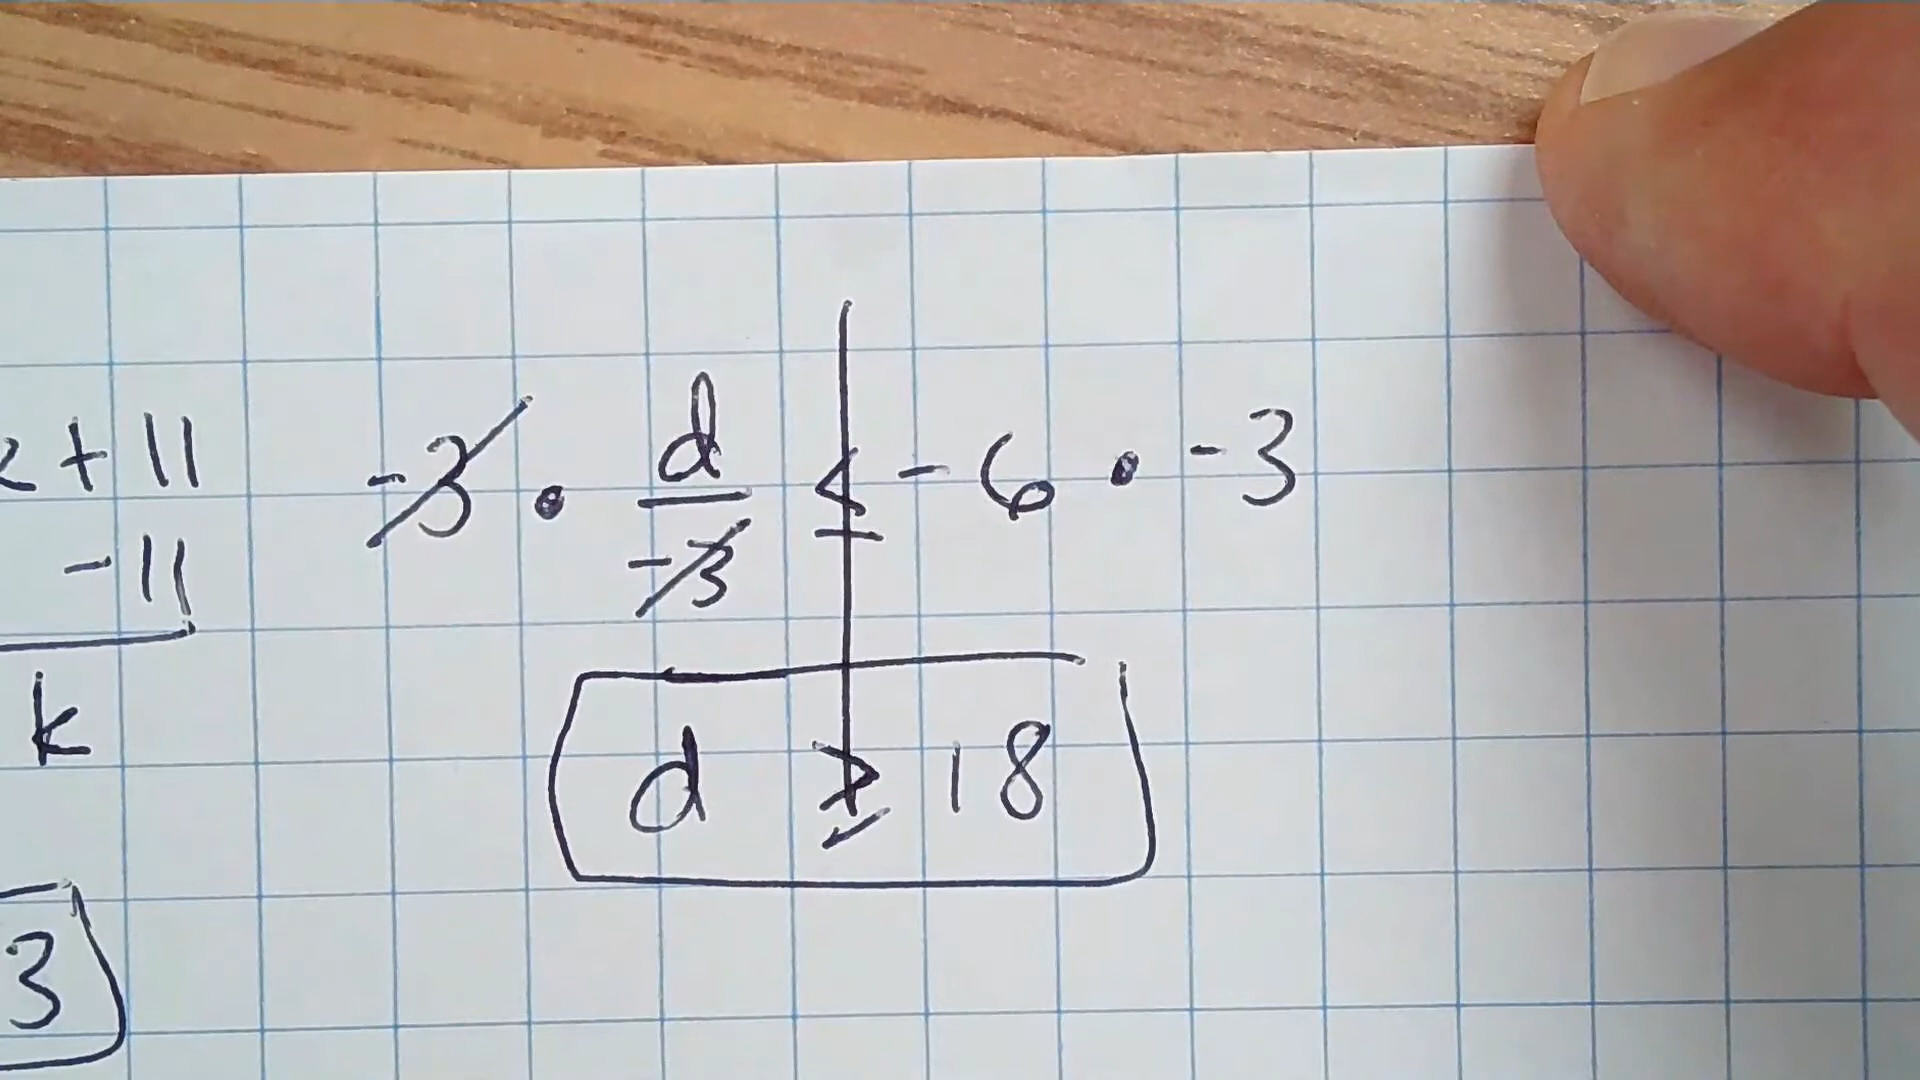 + 11
- 11
k
3
-3 • d/-3 ≤ -6 • -3
d ≥ 18